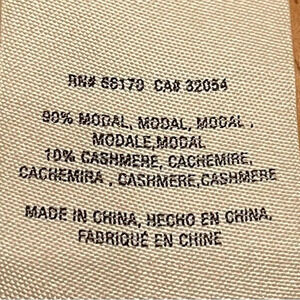 RN# 66170 CA# 32054
90% MODAL, MODAL, MODAL ,
MODALE,MODAL
10% CASHMERE, CACHEMIRE,
CACHEMIRA , CASHMERE,CASHMERE
MADE IN CHINA, HECHO EN CHINA,
FABRIQUÉ EN CHINE